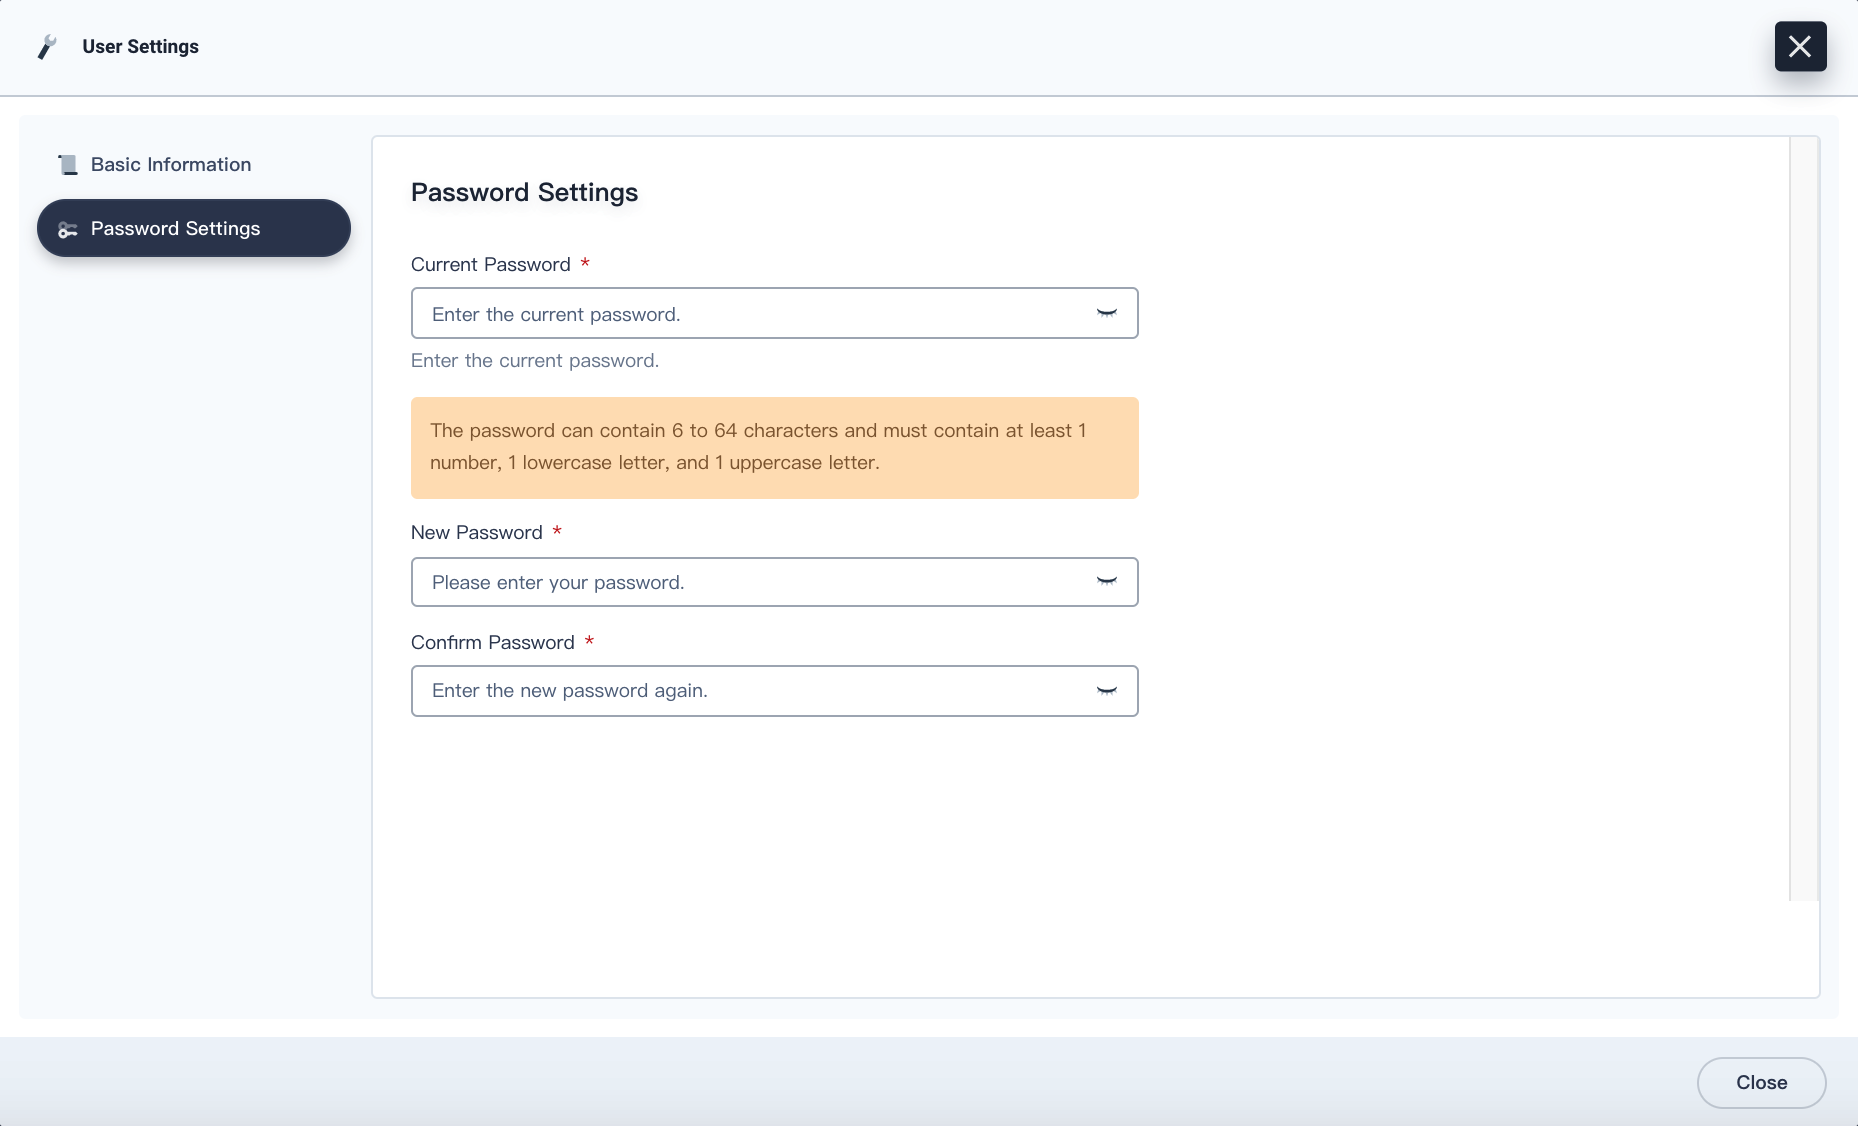 User Settings
Basic Information
Password Settings
Password Settings
Current Password *
Enter the current password.
Enter the current password.
The password can contain 6 to 64 characters and must contain at least 1
number, 1 lowercase letter, and 1 uppercase letter.
New Password *
Please enter your password.
Confirm Password *
Enter the new password again.
Close